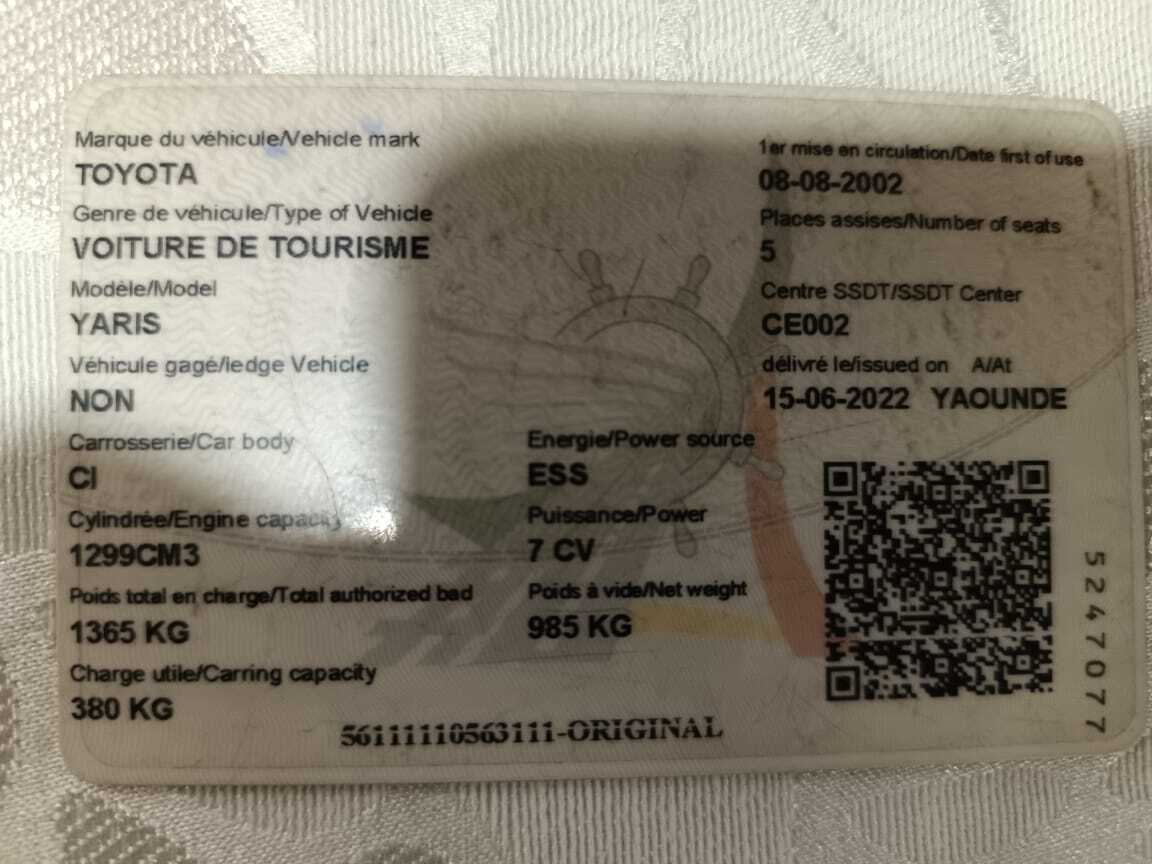 Marque du véhicule/Vehicle mark
TOYOTA
Genre de véhicule/Type of Vehicle
VOITURE DE TOURISME
Modèle/Model
YARIS
Véhicule gagé/ledge Vehicle
NON
Carrosserie/Car body
CI
Cylindrée/Engine capacity
1299CM3
Poids total en charge/Total authorized bad
1365 KG
Charge utile/Carring capacity
380 KG
Energie/Power source
ESS
Puissance/Power
7 CV
Poids à vide/Net weight
985 KG
1er mise en circulation/Date first of use
08-08-2002
Places assises/Number of seats
5
Centre SSDT/SSDT Center
CE002
délivré le/issued on A/At
15-06-2022 YAOUNDE
5247077
56111110563111-ORIGINAL